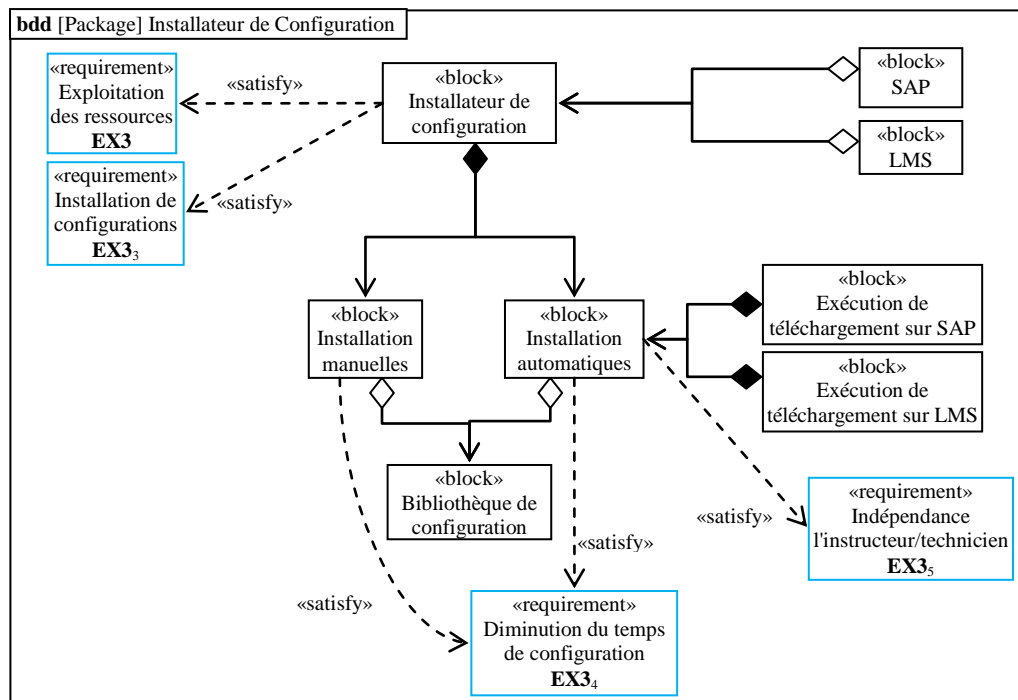 bdd [Package] Installateur de Configuration
«requirement»
Exploitation
des ressources
EX3
«satisfy»
«block»
Installateur de
configuration
«block»
SAP
«block»
LMS
«requirement»
Installation de
configurations
EX3₃
«satisfy»
«block»
Installation
manuelles
«block»
Installation
automatiques
«block»
Exécution de
téléchargement sur SAP
«block»
Exécution de
téléchargement sur LMS
«block»
Bibliothèque de
configuration
«satisfy»
«satisfy»
«requirement»
Indépendance
l'instructeur/technicien
EX3₅
«satisfy»
«requirement»
Diminution du temps
de configuration
EX3₄